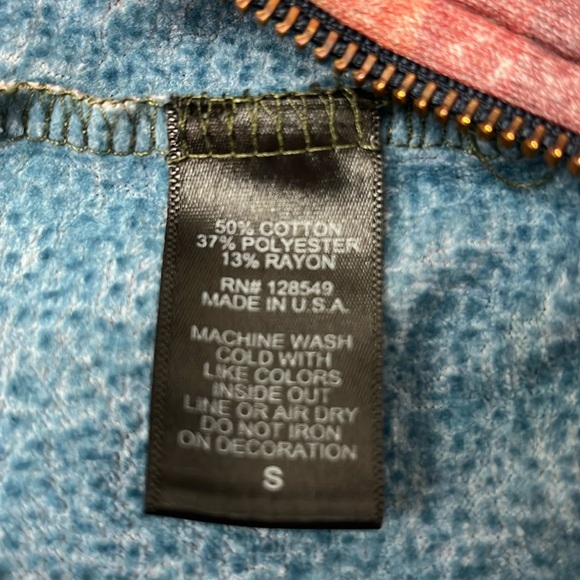 50% COTTON
37% POLYESTER
13% RAYON
RN# 128549
MADE IN U.S.A.
MACHINE WASH
COLD WITH
LIKE COLORS
INSIDE OUT
LINE OR AIR DRY
DO NOT IRON
ON DECORATION
S